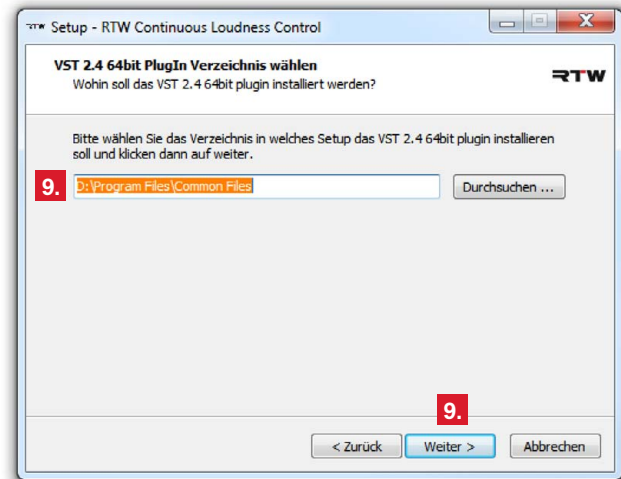 RTW Setup - RTW Continuous Loudness Control
X
VST 2.4 64bit PlugIn Verzeichnis wählen
Wohin soll das VST 2.4 64bit plugin installiert werden?
RTW
Bitte wählen Sie das Verzeichnis in welches Setup das VST 2.4 64bit plugin installieren
soll und klicken dann auf weiter.
9. D:\Program Files\Common Files Durchsuchen ...
9.
< Zurück Weiter > Abbrechen